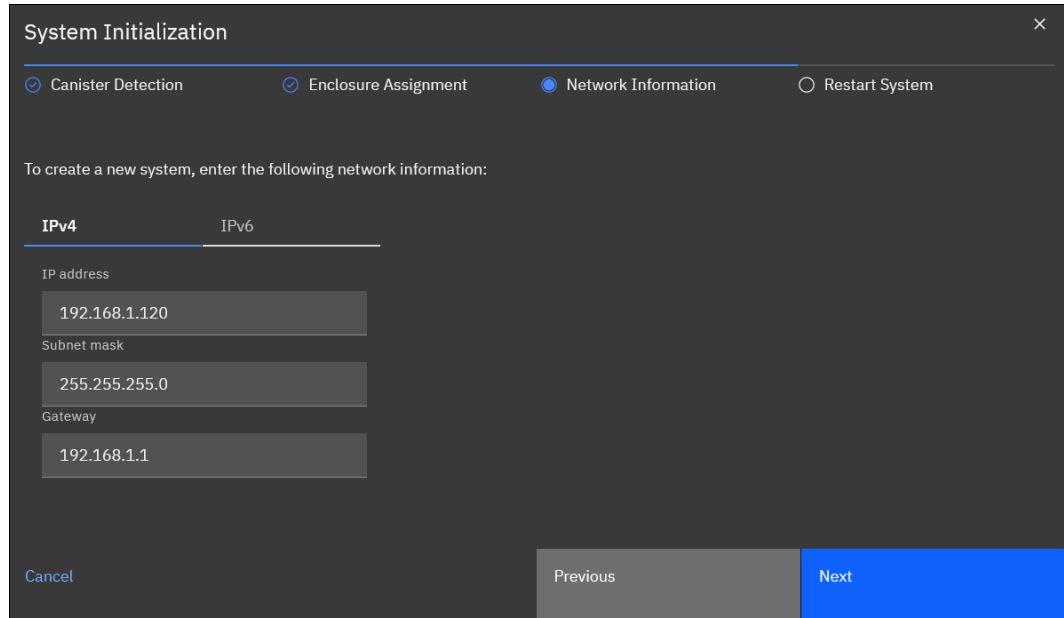 System Initialization
Canister Detection
Enclosure Assignment
Network Information
Restart System
To create a new system, enter the following network information:
IPv4
IPv6
IP address
192.168.1.120
Subnet mask
255.255.255.0
Gateway
192.168.1.1
Cancel
Previous
Next